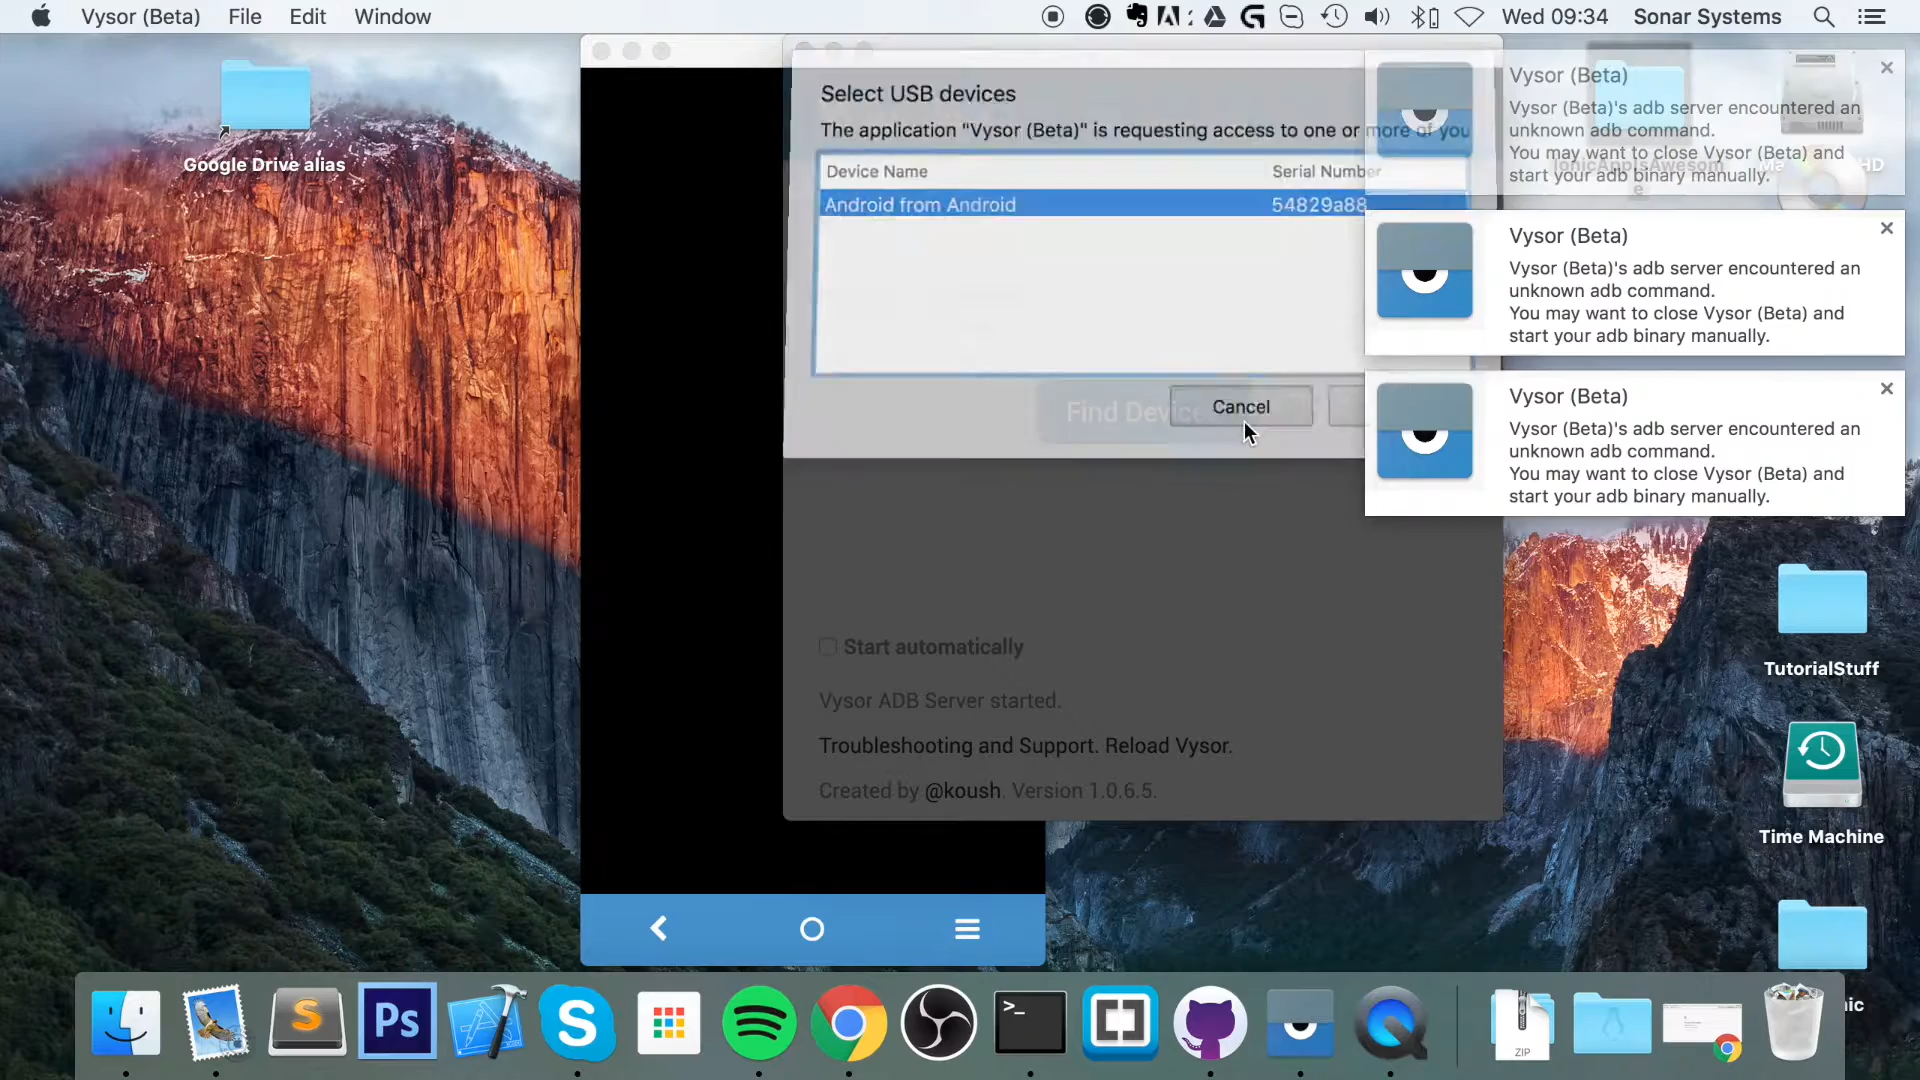 Vysor (Beta) File Edit Window
Wed 09:34 Sonar Systems
Google Drive alias
Select USB devices
The application "Vysor (Beta)" is requesting access to one or more of you
Device Name Serial Number
Android from Android 54829a88
Find Device
Cancel
Start automatically
Vysor ADB Server started.
Troubleshooting and Support. Reload Vysor.
Created by @koush. Version 1.0.6.5.
Vysor (Beta)
Vysor (Beta)'s adb server encountered an
unknown adb command.
You may want to close Vysor (Beta) and
start your adb binary manually.
Vysor (Beta)
Vysor (Beta)'s adb server encountered an
unknown adb command.
You may want to close Vysor (Beta) and
start your adb binary manually.
Vysor (Beta)
Vysor (Beta)'s adb server encountered an
unknown adb command.
You may want to close Vysor (Beta) and
start your adb binary manually.
HD
TutorialStuff
Time Machine
nic
S
Ps
S
>_
ZIP